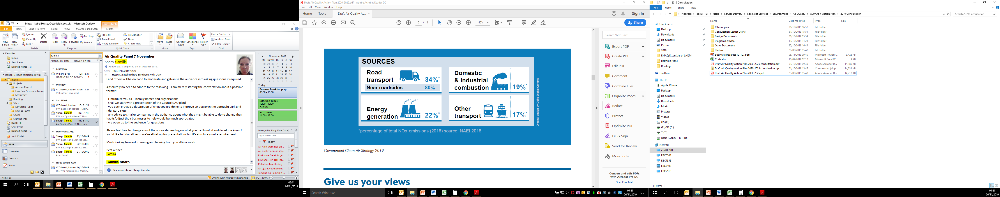 Inbox - Isabel.Hessey@eastleigh.gov.uk - Microsoft Outlook
Search Tools
File Home Send / Receive Folder View McAfee E-mail Scan Search
New E-mail
New Items
Ignore
Clean Up
Junk
Delete
Reply
Reply All
Forward
Meeting
More
Projects
Team E-mail
Reply & Delete
To Manager
Done
Create New
Move
Rules
Unread/ Read
Categorize
Follow Up
Find a Contact
Address Book
Filter E-mail
New Delete Respond Quick Steps Move Tags Find
Favorites
Inbox
Sent Items
Deleted Items (75)
Isabel.Hessey@eastleigh.gov.uk
Inbox
Projects
Airscan Project
Low Cost Sensor sub-grou
MyBurney
Reading
Sites
Diffusion Tubes
NOx & TEOM
Social
Starting Info
Drafts [3]
Sent Items
Deleted Items (75)
Junk E-Mail
Mail
Calendar
Contacts
Tasks
Items: 65
camilla
Arrange By: Date Newest on top
Yesterday
Willers, Bret Tue 18:37
URGENT TO DO TODAY - ...
Monday
O'Driscoll, Louise Mon 13:27
Volunteers required
Last Week
O'Driscoll, Louise Fri 01/11
FW: Eastleigh House - Main...
Sharp, Camilla Thu 31/10
FW: Air Quality Panel 7 Nov...
Sharp, Camilla Thu 31/10
Air Quality Panel 7 November
Two Weeks Ago
Sharp, Camilla 25/10/2019
FW: Eastleigh Business Bre...
Sharp, Camilla 22/10/2019
FW: Eastleigh Business Bre...
Sharp, Camilla 21/10/2019
Anecdotal
Three Weeks Ago
O'Driscoll, Louise 16/10/2019
Director discussions: Missio...
Air Quality Panel 7 November
Sharp, Camilla
Follow up. Completed on 31 October 2019.
Sent: Thu 31/10/2019 12:23
To: Hessey, Isabel; Richard Billingham; Andy Shaw
I and others will be on hand to moderate and galvanise the audience into asking questions if required.
Absolutely no need to adhere to the following – I am merely starting the conversation about a possible
format:
- I introduce you all – literally names and organisations
- shall we start with a presentation of the Council's AQ plan?
- you each provide a description of what you are doing to improve air quality in the borough: park and
ride, Euro 6 etc
- any advice to smaller companies in the audience about what they might be able to do to change their
habits/adjust their businesses to help would be much appreciated
- we open up to the audience for questions
Please feel free to change any of the above depending on what you had in mind and do let me know if
you'd like to bring slides – we're all set up for presentations but it's absolutely not a requirement
Much looking forward to seeing and hearing from you all in a week,
Best wishes
Camilla
Camilla Sharp
See more about: Sharp, Camilla.
Online with Microsoft Exchange 100%
November 2019
Mo Tu We Th Fr Sa Su
28 29 30 31 1 2 3
4 5 6 7 8 9 10
11 12 13 14 15 16 17
18 19 20 21 22 23 24
25 26 27 28 29 30 1
2 3 4 5 6 7 8
Today
Business Breakfast prep
09:00 - 10:00
Diffusion Tubes
10:00 - 12:00
Hamble
NO2 Tubes
14:00 - 17:00
Arrange By: Flag: Due Date
Type a new task
Today
Air Alert warnings an...
Air quality annual sta...
Enclosure Detail & ge...
Low Emission Taxi Inc...
Pollution Monitoring ...
Air Quality Equipment
Tackling Air Pollution ...
09:41
06/11/2019
Draft Air Quality Action Plan 2020-2025.pdf - Adobe Acrobat Reader DC
File Edit View Window Help
Home Tools Draft Air Quality Ac... Sign In
5 / 14 145% Share
SOURCES
Road transport 34%*
Near roadsides 80%
Domestic & Industrial combustion 19%*
Energy generation 22%*
Other transport 17%*
Original design by Defra Digital Comms
*percentage of total NOx emissions (2016) source: NAEI 2018
Government Clean Air Strategy 2019
Give us your views
Search 'Add Text'
Export PDF
Create PDF
Edit PDF
Comment
Combine Files
Organize Pages
Redact
Protect
Optimize PDF
Fill & Sign
Send for Review
More Tools
Convert and edit PDFs
with Acrobat Pro DC
Start Free Trial
Search Windows
09:41
06/11/2019
2019 Consultation
File Home Share View
Network ebc01-101 users Service Delivery Specialist Services Environment Air Quality AQMAs + Action Plan 2019 Consultation
Search 2019 Consultation
Quick access
Desktop
Downloads
Documents
Pictures
2019
EMAQ Essentials of LAQM
Example Plans
Reading
OneDrive
This PC
Apple iPhone
Desktop
Documents
Downloads
Music
Pictures
Videos
OS (C:)
G:\ GIS (G:)
T (T:)
users (\\ebc01-101) (U:)
Network
ebc01-101
EBC6564
EBC7353
EBC7402
EBC7518
11 items
Name Date modified Type Size
CitizenSpace 01/10/2019 16:57 File folder
Consultation Leaflet Drafts 31/10/2019 15:51 File folder
Design Documents 01/10/2019 15:59 File folder
Diagrams & Data 11/10/2019 14:26 File folder
Other Documents 30/10/2019 16:44 File folder
Photos 28/08/2019 15:47 File folder
Business Breakfast 191107.pptx 06/11/2019 09:40 Microsoft PowerP... 9,428 KB
Costs.xlsx 16/09/2019 12:10 Microsoft Excel W... 9 KB
Draft Air Quality Action Plan 2020-2025 consultation.pdf 01/10/2019 09:39 Adobe Acrobat D... 14,180 KB
Draft Air Quality Action Plan 2020-2025 consultation.zip 01/10/2019 15:45 Compressed (zipp... 14,031 KB
Draft Air Quality Action Plan 2020-2025.pdf 29/08/2019 15:48 Adobe Acrobat D... 14,217 KB
09:41
06/11/2019